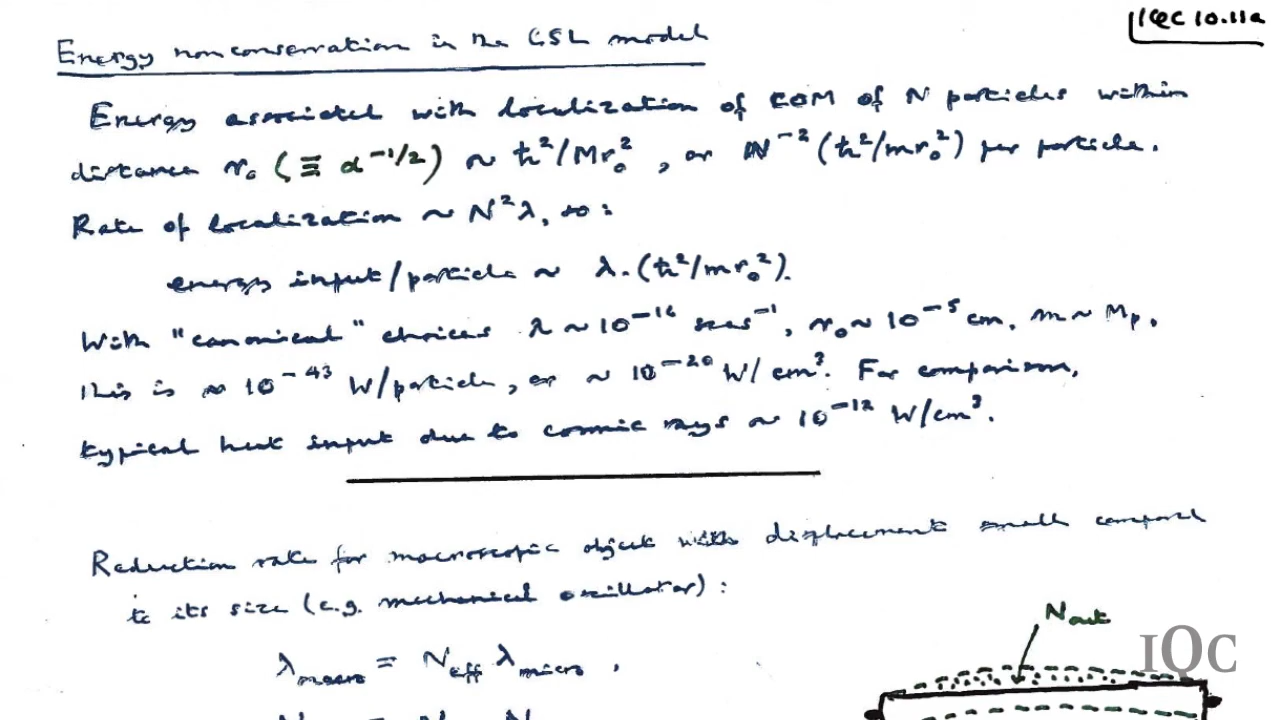 IQC 10.11a
Energy nonconservation in the CSL model
Energy associated with localization of COM of N particles within
distance r₀ (≡ α⁻¹/²) ~ ħ²/Mr₀², or N⁻²(ħ²/mr₀²) per particle.
Rate of localization ~ N²λ, so:
energy input/particle ~ λ.(ħ²/mr₀²).
With "canonical" choices λ ~ 10⁻¹⁶ secs⁻¹, r₀ ~ 10⁻⁵ cm, m ~ Mp,
this is ~ 10⁻⁴³ W/particle, or ~ 10⁻²⁰ W/cm³. For comparison,
typical heat input due to cosmic rays ~ 10⁻¹² W/cm³.
Reduction rate for macroscopic object with displacement small compared
to its size (e.g. mechanical oscillator):
N_out
IQC
λ_macro = N_eff λ_micro ,